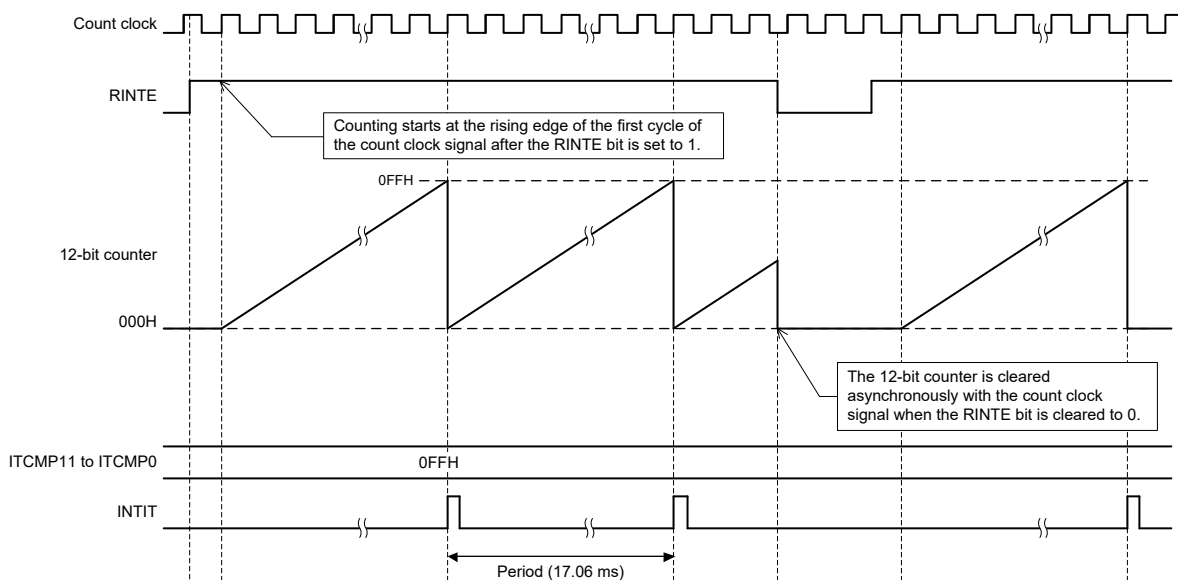 Count clock
RINTE
Counting starts at the rising edge of the first cycle of
the count clock signal after the RINTE bit is set to 1.
0FFH
12-bit counter
000H
The 12-bit counter is cleared
asynchronously with the count clock
signal when the RINTE bit is cleared to 0.
ITCMP11 to ITCMP0
0FFH
INTIT
Period (17.06 ms)